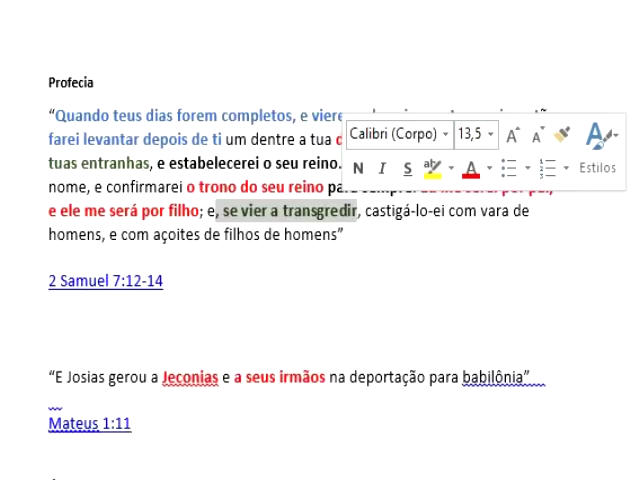 Profecia
“Quando teus dias forem completos, e viere
farei levantar depois de ti um dentre a tua
Calibri (Corpo) 13,5
tuas entranhas, e estabelecerei o seu reino.
N I S Estilos
nome, e confirmarei o trono do seu reino
e ele me será por filho; e, se vier a transgredir, castigá-lo-ei com vara de
homens, e com açoites de filhos de homens”
2 Samuel 7:12-14
“E Josias gerou a Jeconias e a seus irmãos na deportação para babilônia”
Mateus 1:11